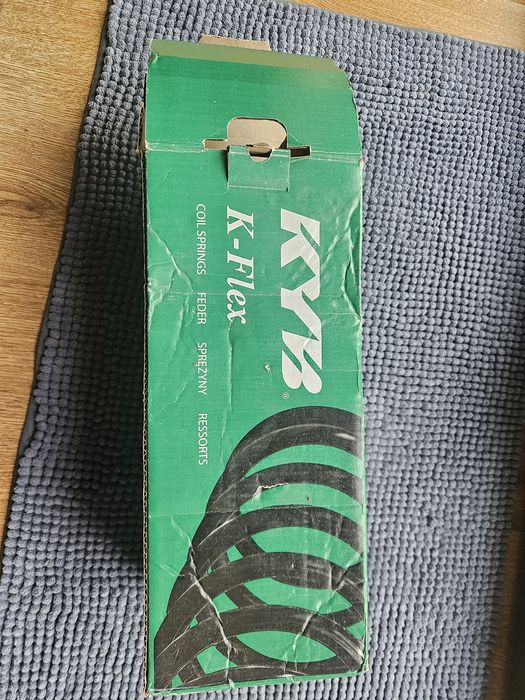 KYB®
K-Flex
COIL SPRINGS FEDER SPRĘŻYNY RESSORTS